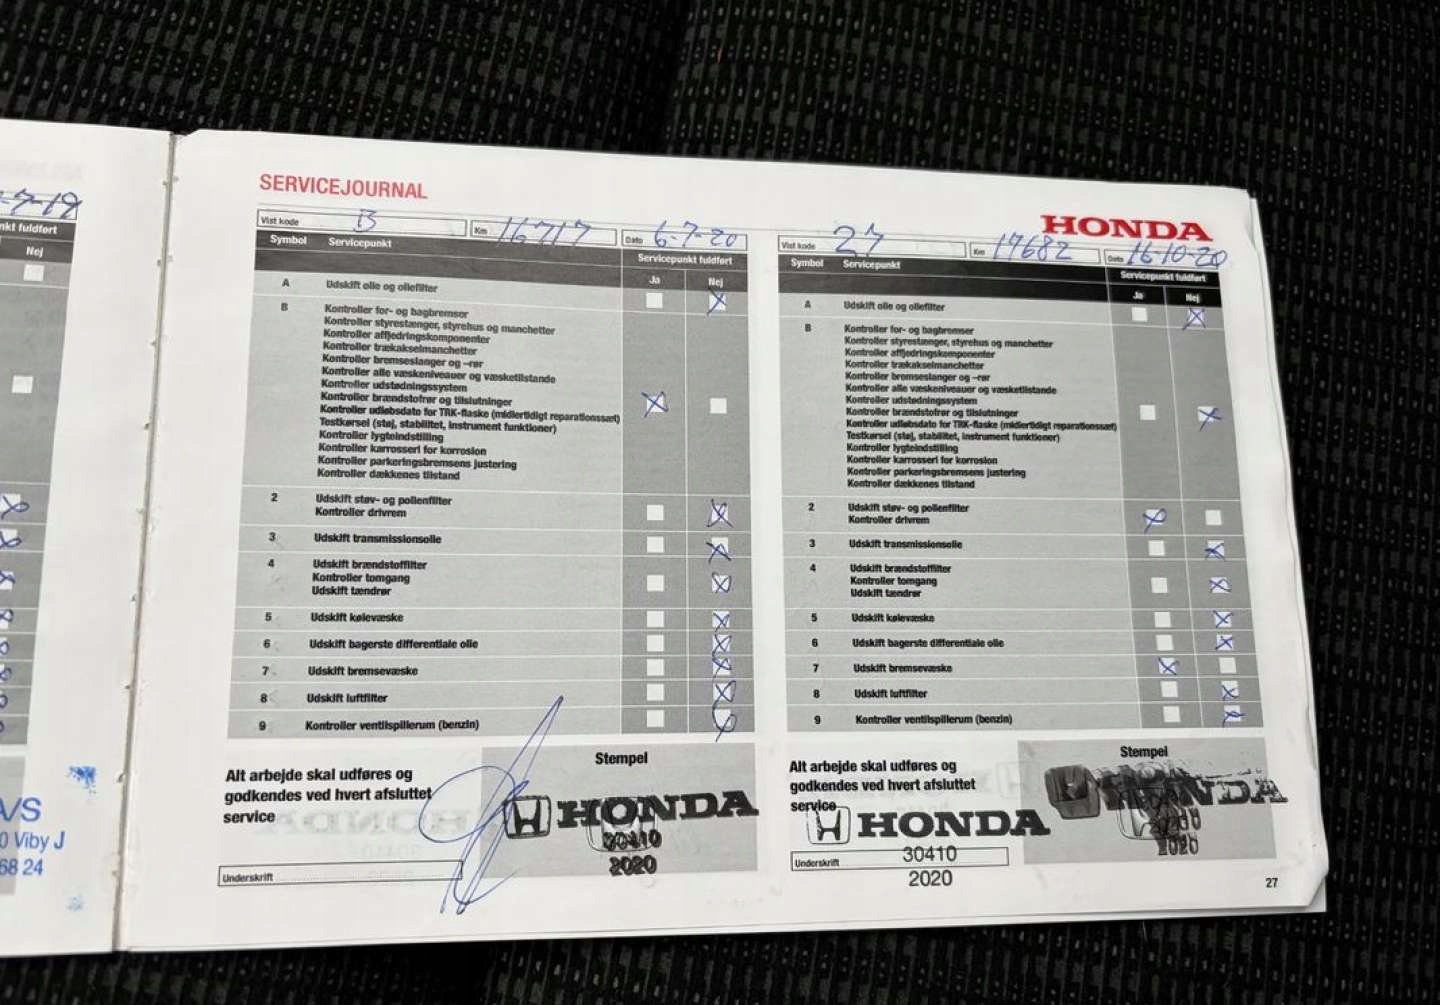 -7-19
nkt fuldført
Nej
A/S
0 Viby J
68 24
SERVICEJOURNAL
HONDA
Vist kode B Km 16717 Dato 6-7-20
Symbol Servicepunkt Servicepunkt fuldført
Ja Nej
A Udskift olie og oliefilter
B Kontroller for- og bagbremser
Kontroller styrestænger, styrehus og manchetter
Kontroller affjedringskomponenter
Kontroller trækakselmanchetter
Kontroller bremseslanger og –rør
Kontroller alle væskeniveauer og væsketilstande
Kontroller udstødningssystem
Kontroller brændstofrør og tilslutninger
Kontroller udløbsdato for TRK-flaske (midlertidigt reparationssæt)
Testkørsel (støj, stabilitet, instrument funktioner)
Kontroller lygteindstilling
Kontroller karrosseri for korrosion
Kontroller parkeringsbremsens justering
Kontroller dækkenes tilstand
2 Udskift støv- og pollenfilter
Kontroller drivrem
3 Udskift transmissionsolie
4 Udskift brændstoffilter
Kontroller tomgang
Udskift tændrør
5 Udskift kølevæske
6 Udskift bagerste differentiale olie
7 Udskift bremsevæske
8 Udskift luftfilter
9 Kontroller ventilspillerum (benzin)
Alt arbejde skal udføres og
godkendes ved hvert afsluttet
service
Stempel
HONDA
30410
2020
Underskrift
Vist kode 27 Km 17682 Dato 16-10-20
Symbol Servicepunkt Servicepunkt fuldført
Ja Nej
A Udskift olie og oliefilter
B Kontroller for- og bagbremser
Kontroller styrestænger, styrehus og manchetter
Kontroller affjedringskomponenter
Kontroller trækakselmanchetter
Kontroller bremseslanger og –rør
Kontroller alle væskeniveauer og væsketilstande
Kontroller udstødningssystem
Kontroller brændstofrør og tilslutninger
Kontroller udløbsdato for TRK-flaske (midlertidigt reparationssæt)
Testkørsel (støj, stabilitet, instrument funktioner)
Kontroller lygteindstilling
Kontroller karrosseri for korrosion
Kontroller parkeringsbremsens justering
Kontroller dækkenes tilstand
2 Udskift støv- og pollenfilter
Kontroller drivrem
3 Udskift transmissionsolie
4 Udskift brændstoffilter
Kontroller tomgang
Udskift tændrør
5 Udskift kølevæske
6 Udskift bagerste differentiale olie
7 Udskift bremsevæske
8 Udskift luftfilter
9 Kontroller ventilspillerum (benzin)
Alt arbejde skal udføres og
godkendes ved hvert afsluttet
service
Stempel
HONDA
HONDA
30410
2020
2020
Underskrift
27